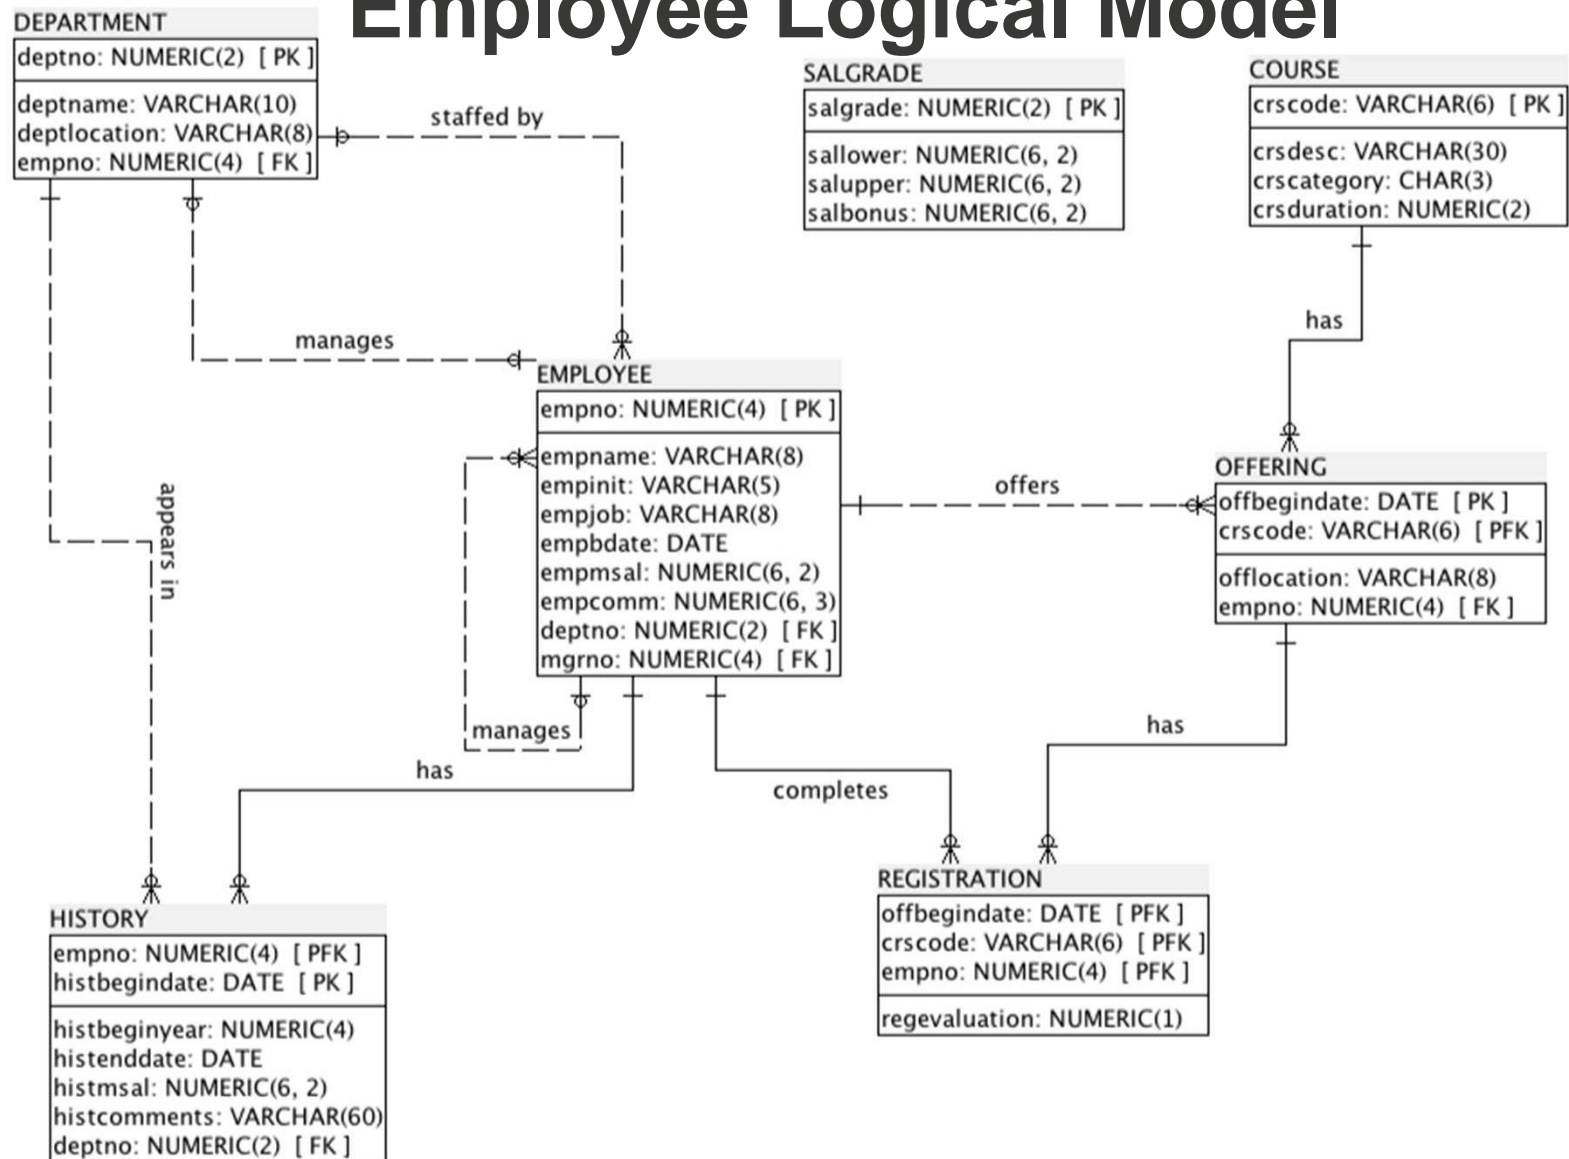 Employee Logical Model
DEPARTMENT
deptno: NUMERIC(2) [ PK ]
deptname: VARCHAR(10)
deptlocation: VARCHAR(8)
empno: NUMERIC(4) [ FK ]
staffed by
SALGRADE
salgrade: NUMERIC(2) [ PK ]
sallower: NUMERIC(6, 2)
salupper: NUMERIC(6, 2)
salbonus: NUMERIC(6, 2)
COURSE
crscode: VARCHAR(6) [ PK ]
crsdesc: VARCHAR(30)
crscategory: CHAR(3)
crsduration: NUMERIC(2)
manages
has
EMPLOYEE
empno: NUMERIC(4) [ PK ]
empname: VARCHAR(8)
empinit: VARCHAR(5)
empjob: VARCHAR(8)
empbdate: DATE
empmsal: NUMERIC(6, 2)
empcomm: NUMERIC(6, 3)
deptno: NUMERIC(2) [ FK ]
mgrno: NUMERIC(4) [ FK ]
offers
OFFERING
offbegindate: DATE [ PK ]
crscode: VARCHAR(6) [ PFK ]
offlocation: VARCHAR(8)
empno: NUMERIC(4) [ FK ]
appears in
manages
has
completes
has
HISTORY
empno: NUMERIC(4) [ PFK ]
histbegindate: DATE [ PK ]
histbeginyear: NUMERIC(4)
histenddate: DATE
histmsal: NUMERIC(6, 2)
histcomments: VARCHAR(60)
deptno: NUMERIC(2) [ FK ]
REGISTRATION
offbegindate: DATE [ PFK ]
crscode: VARCHAR(6) [ PFK ]
empno: NUMERIC(4) [ PFK ]
regevaluation: NUMERIC(1)